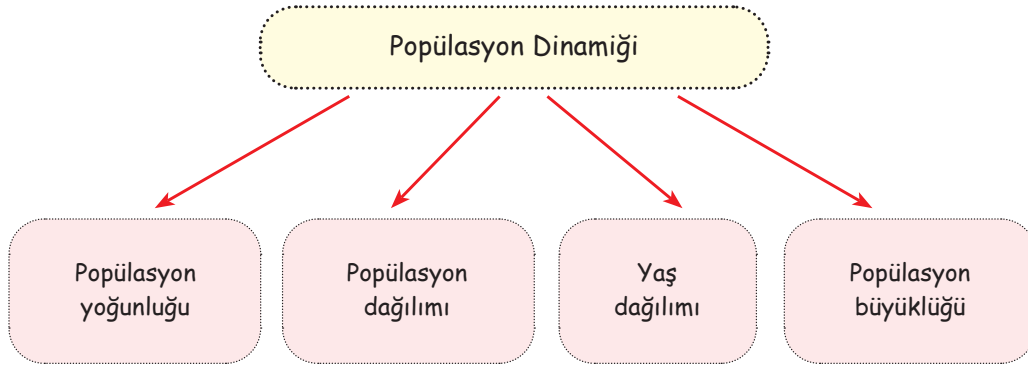 Popülasyon Dinamiği
Popülasyon
yoğunluğu
Popülasyon
dağılımı
Yaş
dağılımı
Popülasyon
büyüklüğü